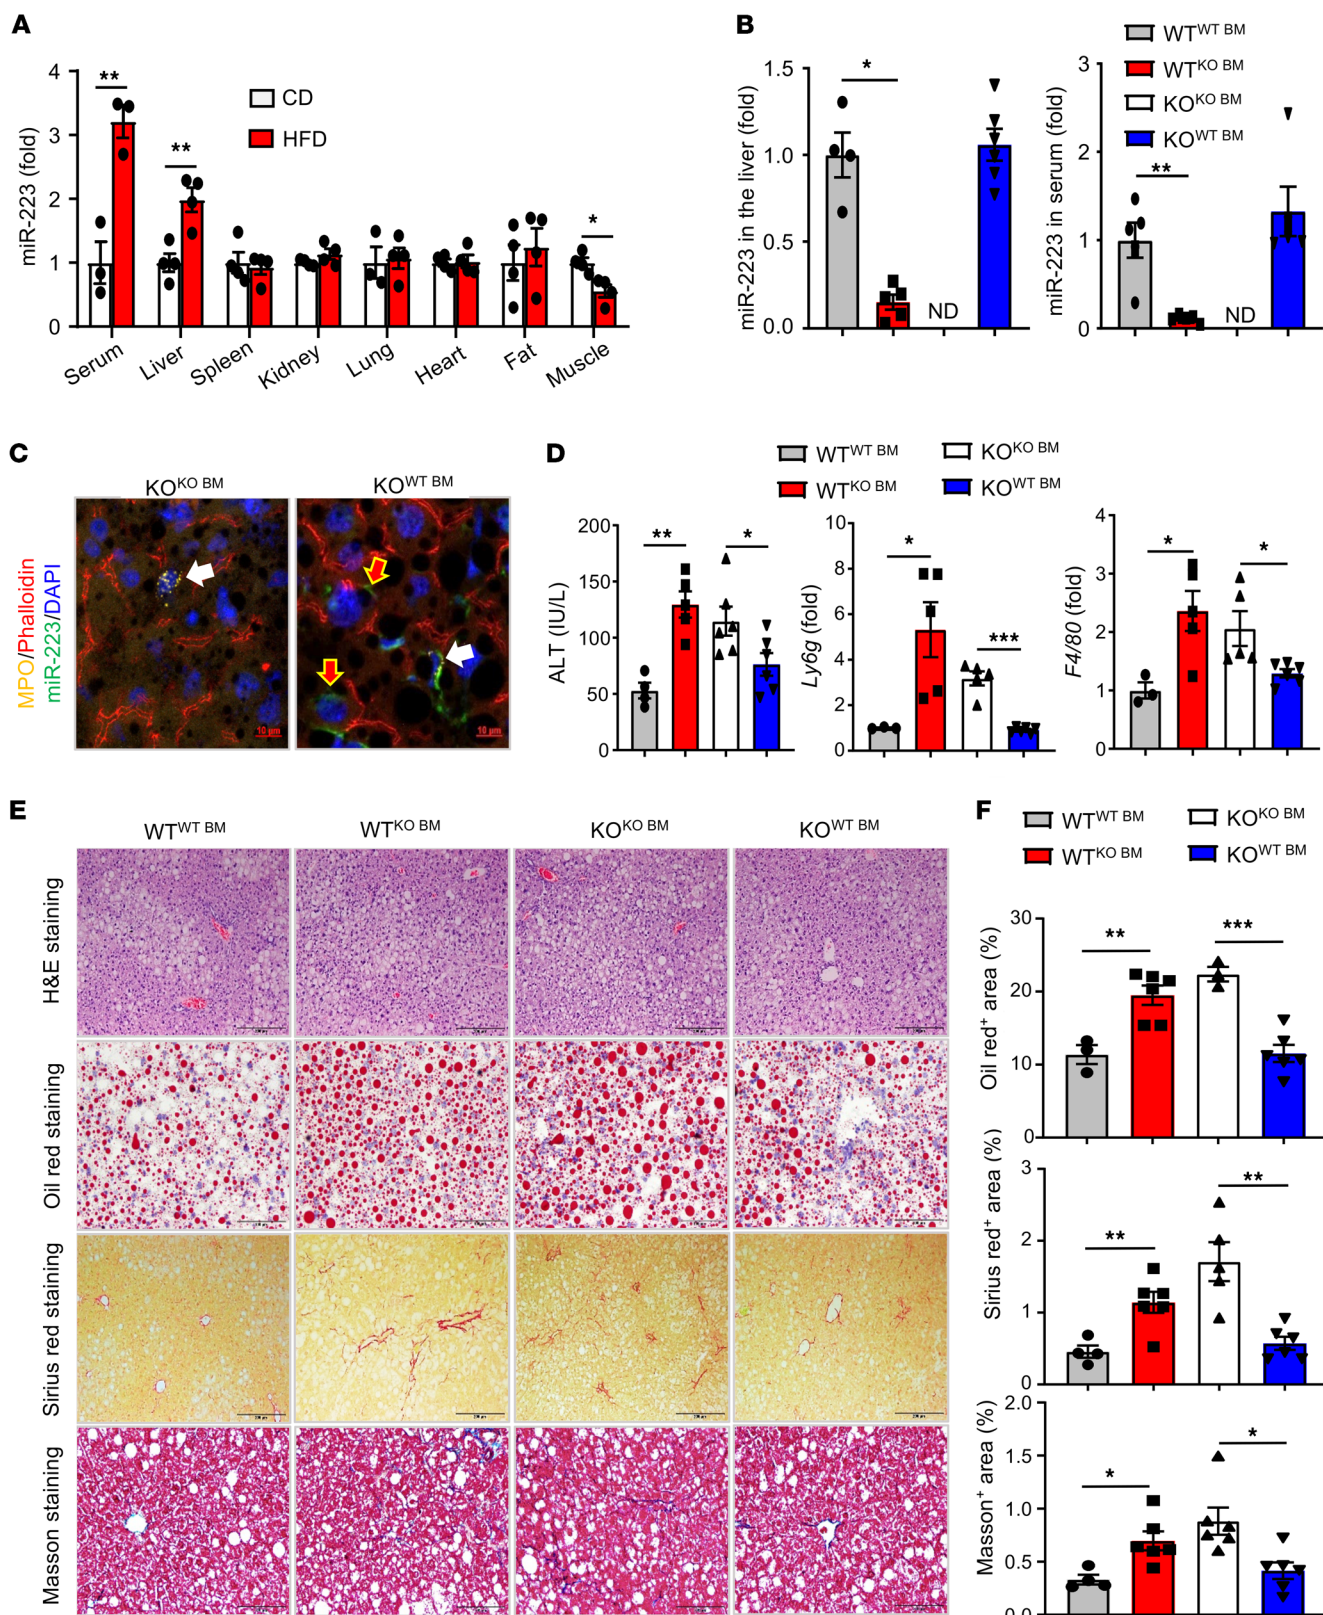 A
miR-223 (fold)
4
3
2
1
0
**
**
*
CD
HFD
Serum
Liver
Spleen
Kidney
Lung
Heart
Fat
Muscle
B
WT^WT BM
WT^KO BM
KO^KO BM
KO^WT BM
miR-223 in the liver (fold)
1.5
1.0
0.5
0.0
*
ND
miR-223 in serum (fold)
3
2
1
0
**
ND
C
KO^KO BM
KO^WT BM
MPO/Phalloidin
miR-223/DAPI
10 µm
10 µm
D
WT^WT BM
KO^KO BM
WT^KO BM
KO^WT BM
ALT (IU/L)
200
150
100
50
0
**
*
Ly6g (fold)
10
8
6
4
2
0
*
***
F4/80 (fold)
4
3
2
1
0
*
*
E
WT^WT BM
WT^KO BM
KO^KO BM
KO^WT BM
H&E staining
Oil red staining
Sirius red staining
Masson staining
F
WT^WT BM
KO^KO BM
WT^KO BM
KO^WT BM
Oil red⁺ area (%)
30
20
10
0
**
***
Sirius red⁺ area (%)
3
2
1
0
**
**
Masson⁺ area (%)
2.0
1.5
1.0
0.5
0.0
*
*